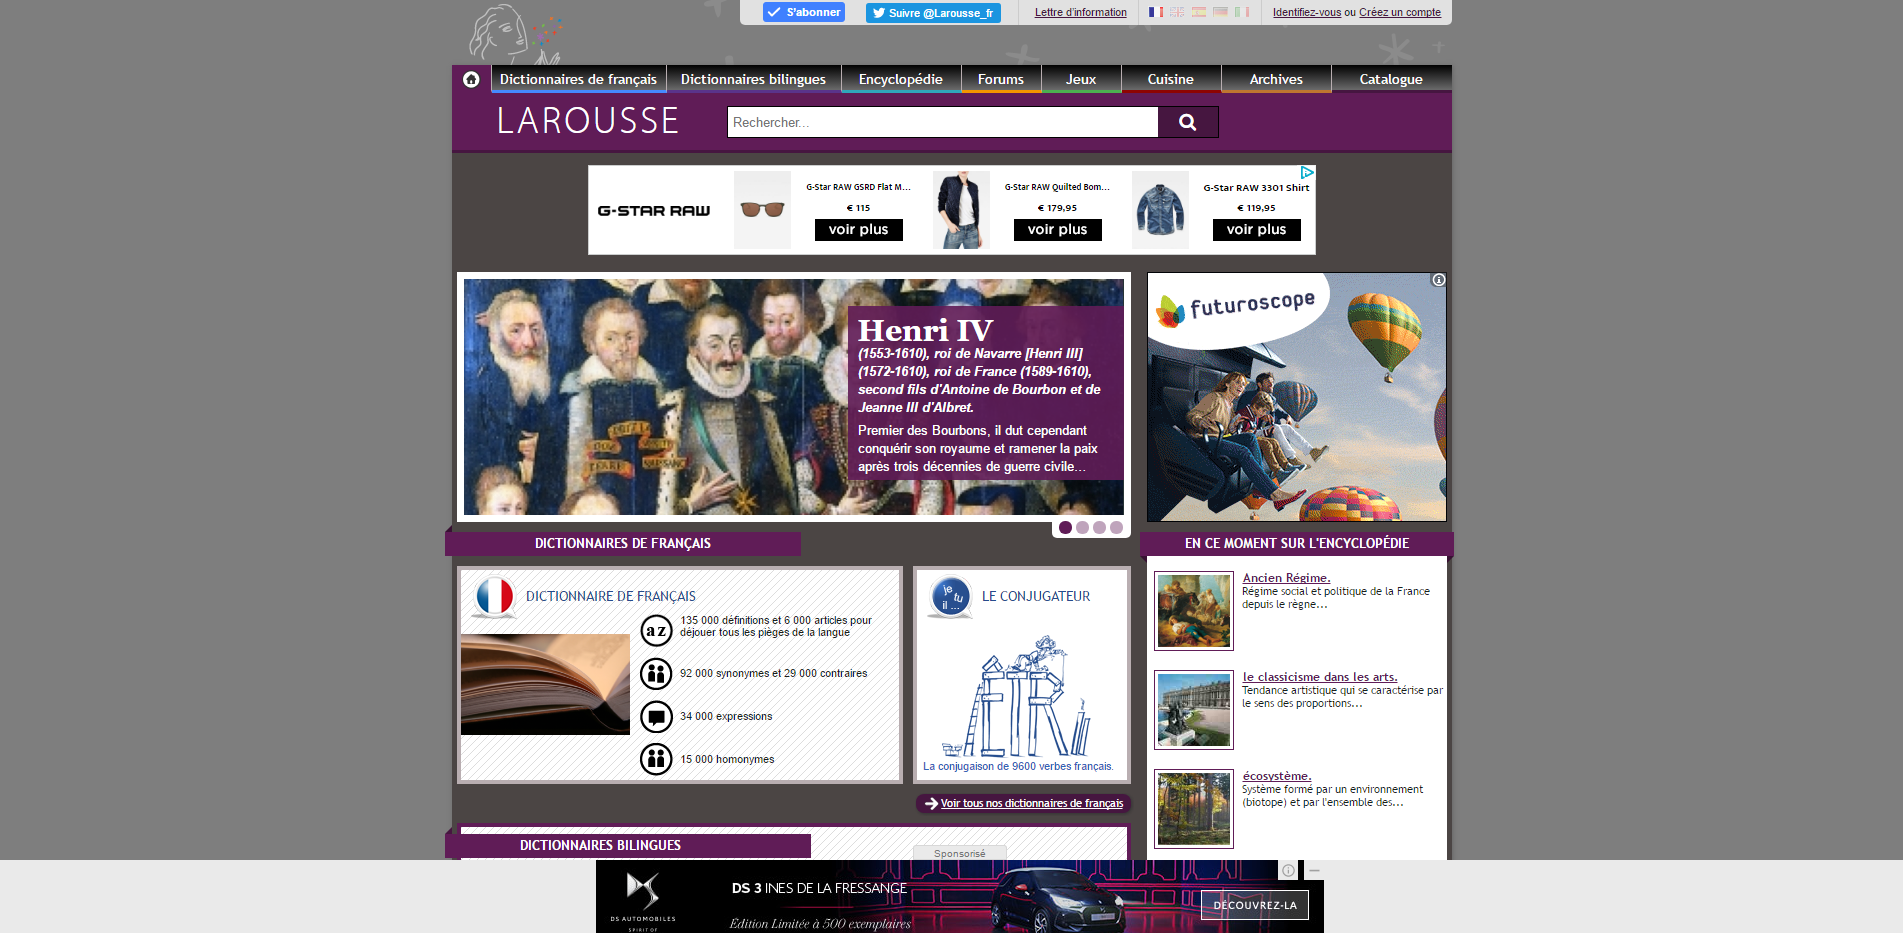 S'abonner
Suivre @Larousse_fr
Lettre d'information
Identifiez-vous ou Créez un compte
Dictionnaires de français
Dictionnaires bilingues
Encyclopédie
Forums
Jeux
Cuisine
Archives
Catalogue
LAROUSSE
Rechercher...
G-STAR RAW
G-Star RAW GSRD Flat M...
€ 115
voir plus
G-Star RAW Quilted Bom...
€ 179,95
voir plus
G-Star RAW 3301 Shirt
€ 119,95
voir plus
Henri IV
(1553-1610), roi de Navarre [Henri III]
(1572-1610), roi de France (1589-1610),
second fils d'Antoine de Bourbon et de
Jeanne III d'Albret.
Premier des Bourbons, il dut cependant
conquérir son royaume et ramener la paix
après trois décennies de guerre civile...
futuroscope
DICTIONNAIRES DE FRANÇAIS
DICTIONNAIRE DE FRANÇAIS
az
135 000 définitions et 6 000 articles pour
déjouer tous les pièges de la langue
92 000 synonymes et 29 000 contraires
34 000 expressions
15 000 homonymes
je
tu
il ...
LE CONJUGATEUR
ETR
La conjugaison de 9600 verbes français.
Voir tous nos dictionnaires de français
EN CE MOMENT SUR L'ENCYCLOPÉDIE
Ancien Régime.
Régime social et politique de la France
depuis le règne...
le classicisme dans les arts.
Tendance artistique qui se caractérise par
le sens des proportions...
écosystème.
Système formé par un environnement
(biotope) et par l'ensemble des...
DICTIONNAIRES BILINGUES
Sponsorisé
DS AUTOMOBILES
SPIRIT OF
DS 3 INES DE LA FRESSANGE
Édition Limitée à 500 exemplaires
DÉCOUVREZ-LA